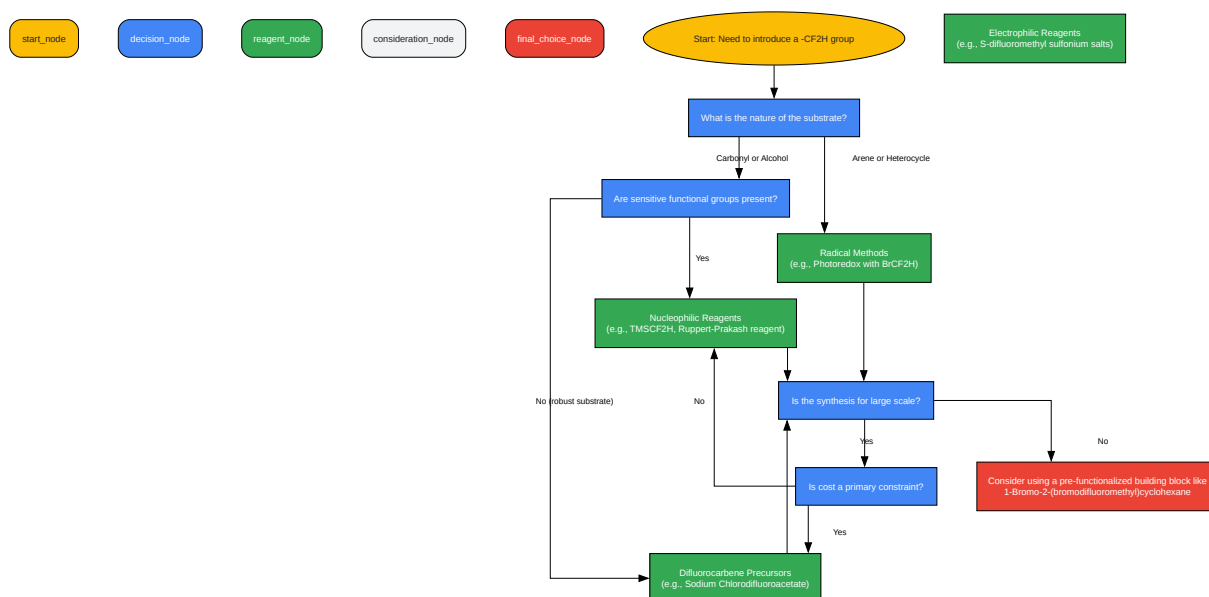 start_node
decision_node
reagent_node
consideration_node
final_choice_node
Start: Need to introduce a -CF2H group
Electrophilic Reagents
(e.g., S-difluoromethyl sulfonium salts)
What is the nature of the substrate?
Carbonyl or Alcohol
Arene or Heterocycle
Are sensitive functional groups present?
Yes
Radical Methods
(e.g., Photoredox with BrCF2H)
Nucleophilic Reagents
(e.g., TMSCF2H, Ruppert-Prakash reagent)
No (robust substrate)
No
Is the synthesis for large scale?
Yes
No
Is cost a primary constraint?
Consider using a pre-functionalized building block like
1-Bromo-2-(bromodifluoromethyl)cyclohexane
Yes
Difluorocarbene Precursors
(e.g., Sodium Chlorodifluoroacetate)